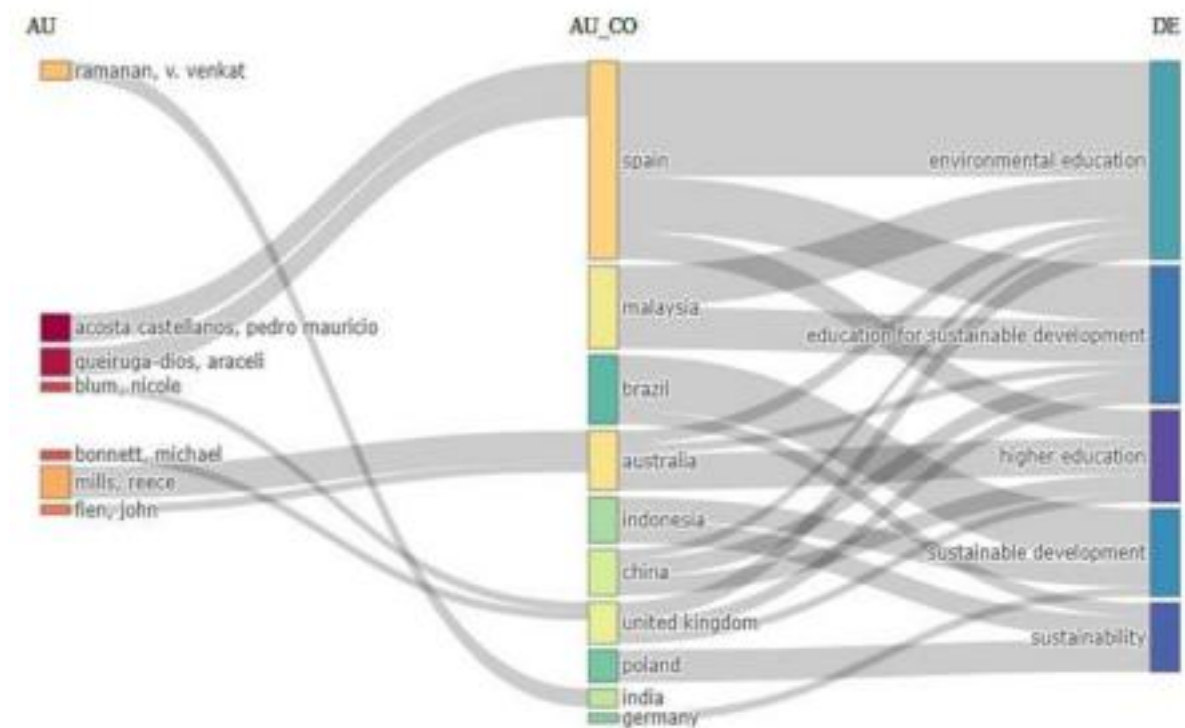 AU
AU_CO
DE
ramanan, v. venkat
acosta castellanos, pedro mauricio
queiruga-dios, araceli
blum, nicole
bonnett, michael
mills, reece
fien, john
spain
malaysia
brazil
australia
indonesia
china
united kingdom
poland
india
germany
environmental education
education for sustainable development
higher education
sustainable development
sustainability